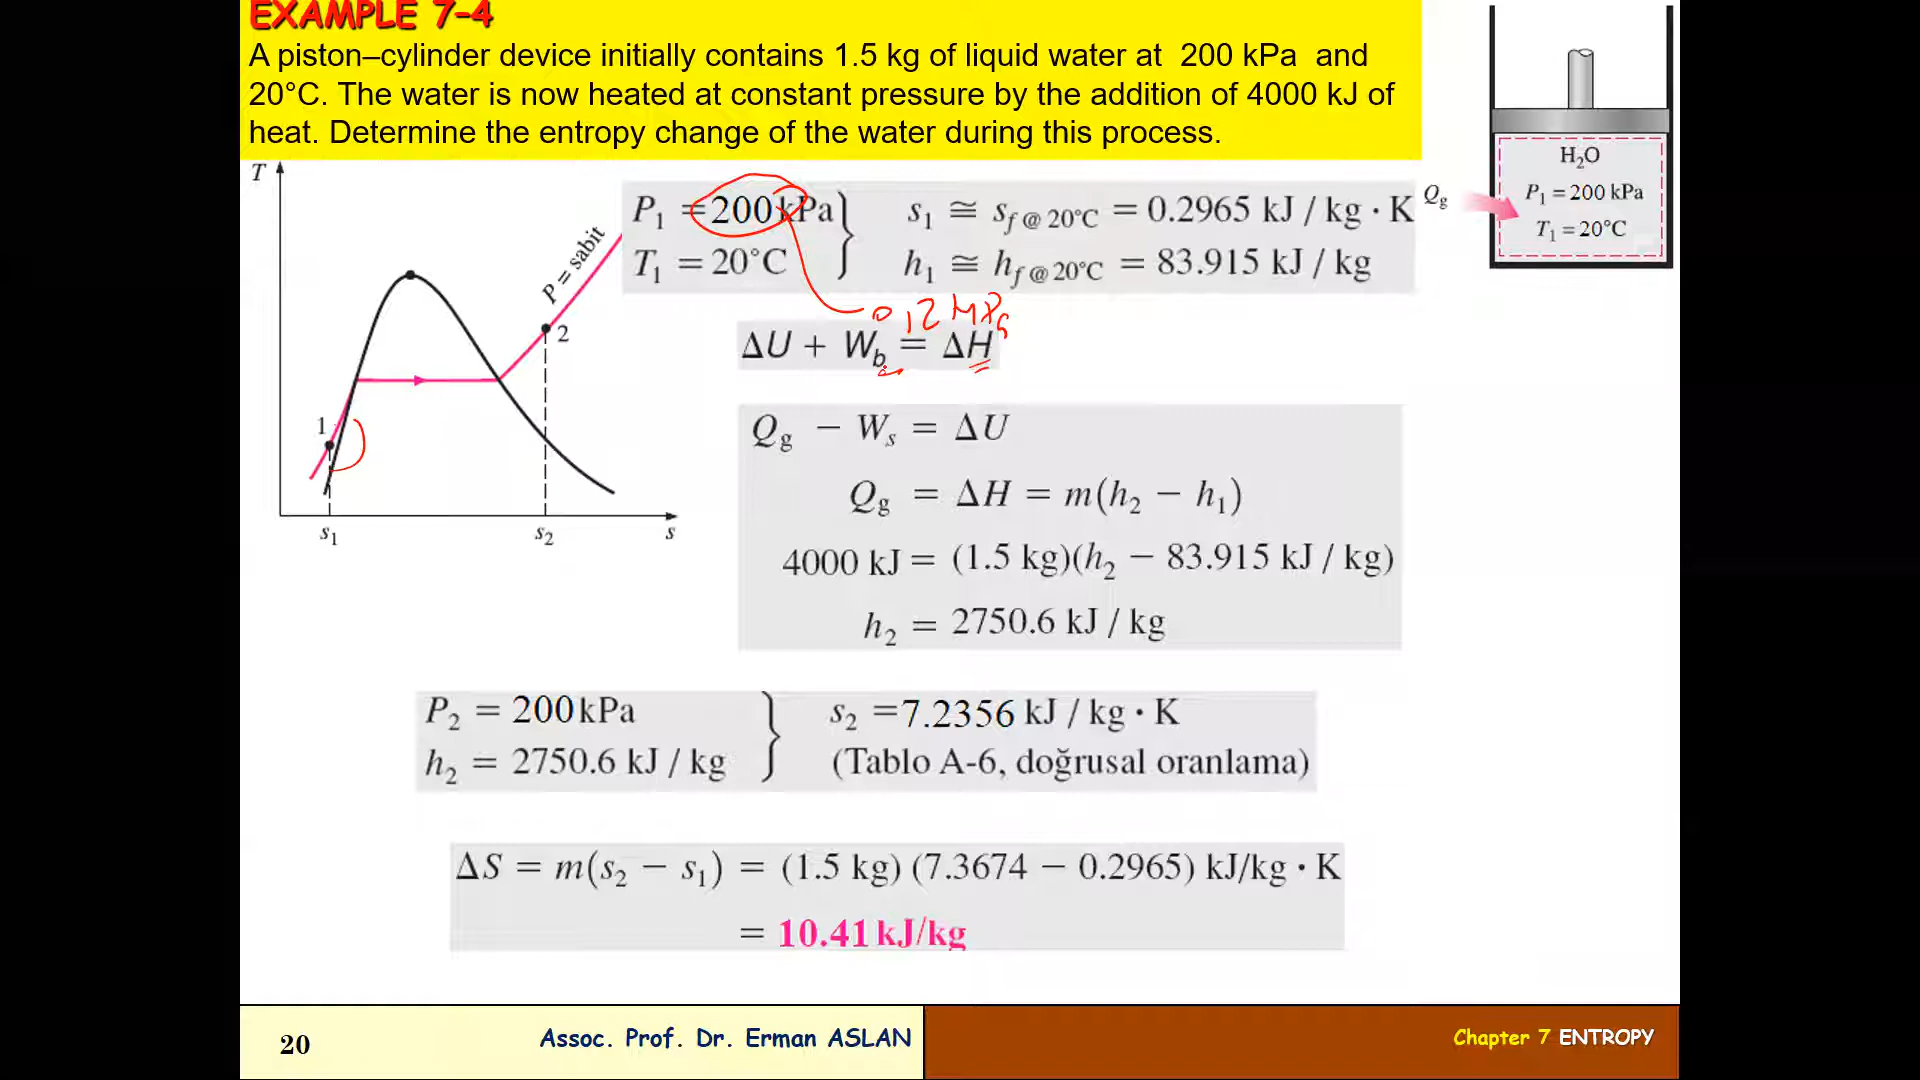 EXAMPLE 7–4
A piston–cylinder device initially contains 1.5 kg of liquid water at 200 kPa and
20°C. The water is now heated at constant pressure by the addition of 4000 kJ of
heat. Determine the entropy change of the water during this process.
H₂O
P₁ = 200 kPa
T₁ = 20°C
Q_g
T
P = sabit
2
1
s₁
s₂
s
P₁ = 200 kPa } s₁ ≅ s_f @ 20°C = 0.2965 kJ / kg · K
T₁ = 20°C h₁ ≅ h_f @ 20°C = 83.915 kJ / kg
0,2 MPa
ΔU + W_b = ΔH
Q_g − W_s = ΔU
Q_g = ΔH = m(h₂ − h₁)
4000 kJ = (1.5 kg)(h₂ − 83.915 kJ / kg)
h₂ = 2750.6 kJ / kg
P₂ = 200 kPa } s₂ = 7.2356 kJ / kg · K
h₂ = 2750.6 kJ / kg (Tablo A-6, doğrusal oranlama)
ΔS = m(s₂ − s₁) = (1.5 kg) (7.3674 − 0.2965) kJ/kg · K
= 10.41 kJ/kg
20
Assoc. Prof. Dr. Erman ASLAN
Chapter 7 ENTROPY